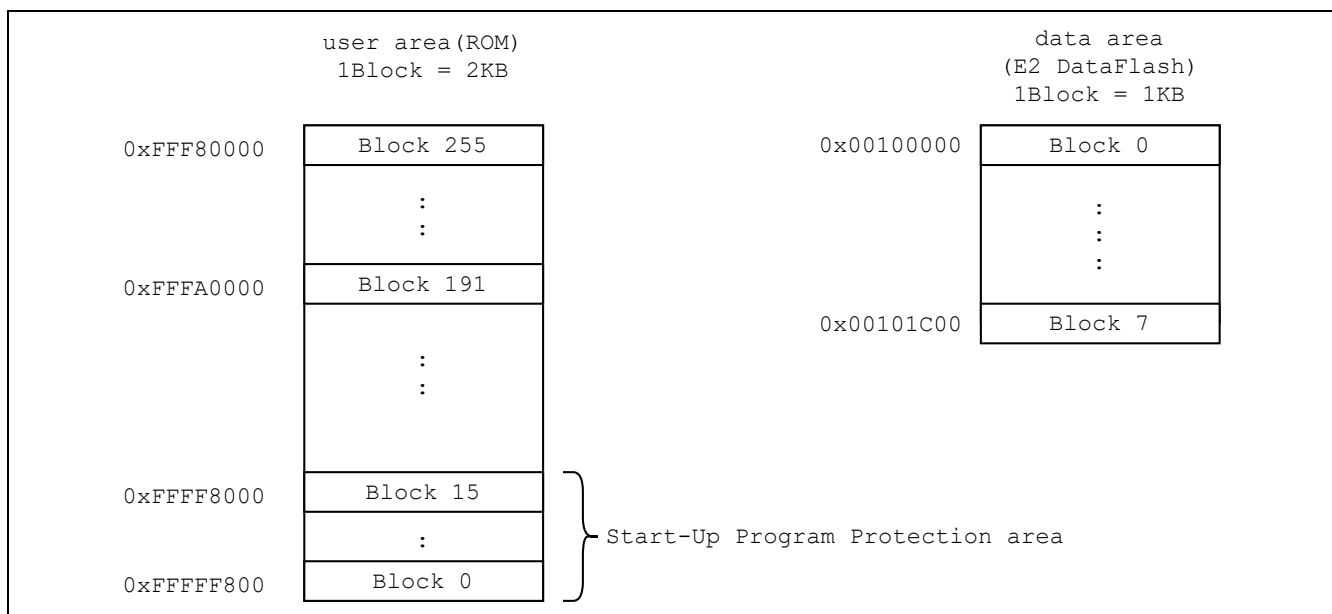 user area(ROM)
1Block = 2KB
0xFFF80000
Block 255
:
:
0xFFFA0000
Block 191
:
:
0xFFFF8000
Block 15
:
0xFFFFF800
Block 0
Start-Up Program Protection area
data area
(E2 DataFlash)
1Block = 1KB
0x00100000
Block 0
:
:
:
0x00101C00
Block 7